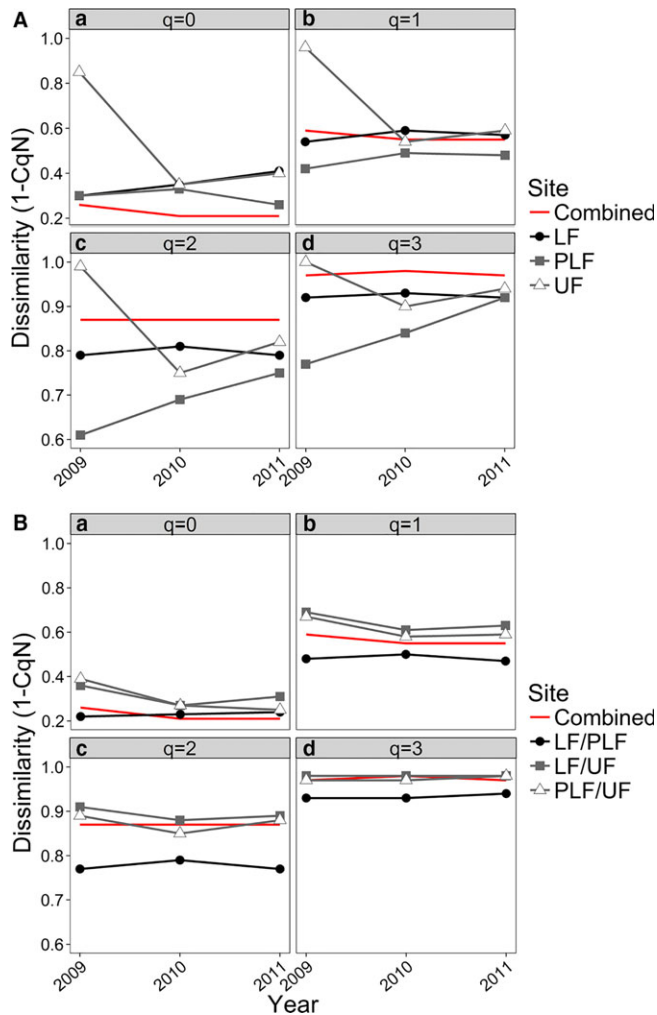 A
a q=0
b q=1
1.0
0.8
0.6
0.4
0.2
Dissimilarity (1-CqN)
c q=2
d q=3
1.0
0.9
0.8
0.7
0.6
2009 2010 2011 2009 2010 2011
Site
Combined
LF
PLF
UF
B
a q=0
b q=1
1.0
0.8
0.6
0.4
0.2
Dissimilarity (1-CqN)
c q=2
d q=3
1.0
0.9
0.8
0.7
0.6
2009 2010 2011 2009 2010 2011
Year
Site
Combined
LF/PLF
LF/UF
PLF/UF